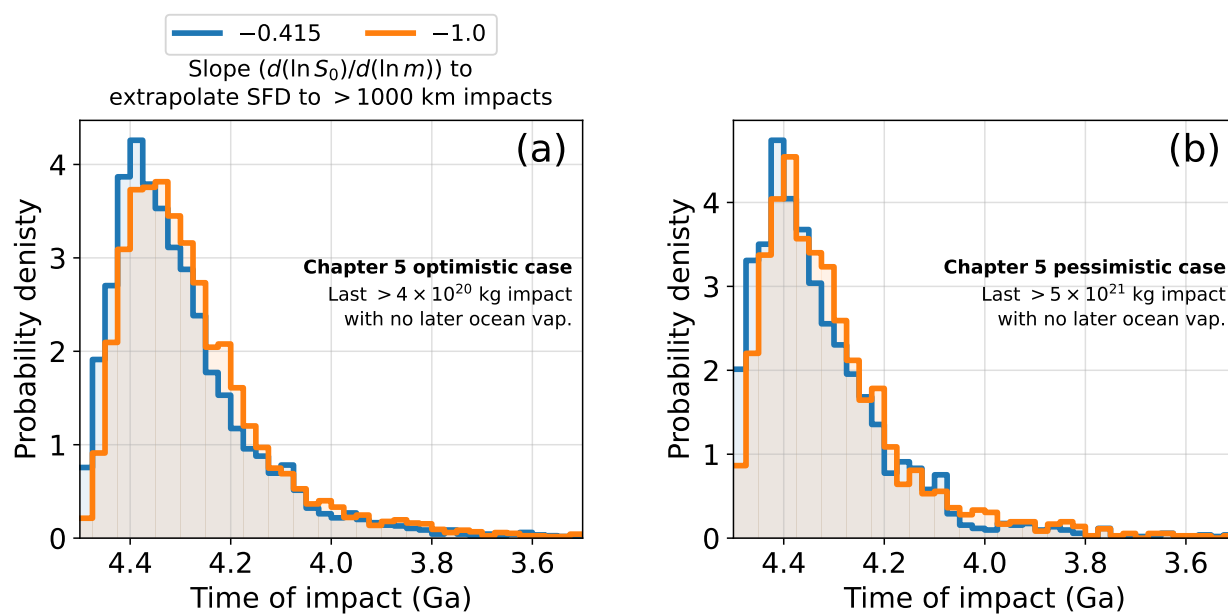 −0.415 −1.0
Slope (d(ln S₀)/d(ln m)) to
extrapolate SFD to > 1000 km impacts
(a)
Probability denisty
4
3
2
1
0
Chapter 5 optimistic case
Last > 4 × 10²⁰ kg impact
with no later ocean vap.
4.4 4.2 4.0 3.8 3.6
Time of impact (Ga)
(b)
Probability denisty
4
3
2
1
0
Chapter 5 pessimistic case
Last > 5 × 10²¹ kg impact
with no later ocean vap.
4.4 4.2 4.0 3.8 3.6
Time of impact (Ga)